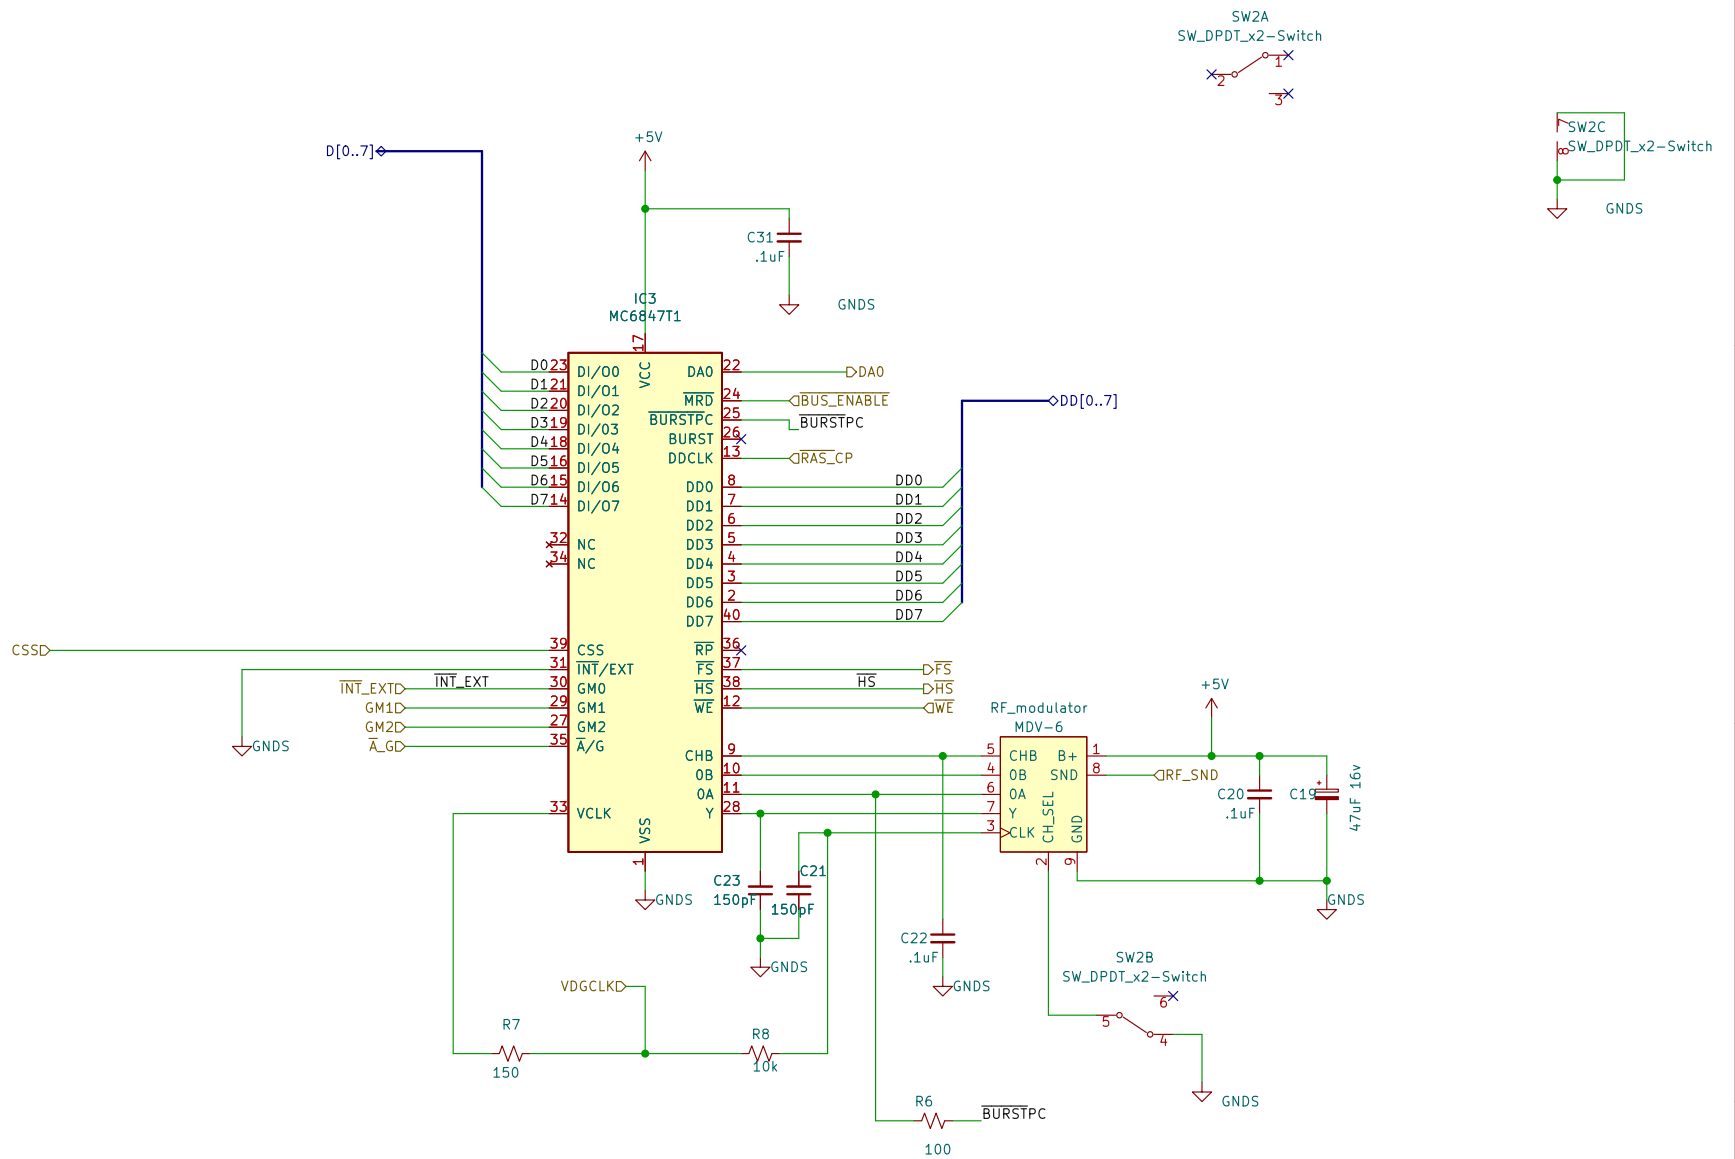 SW2A
SW_DPDT_x2-Switch
1
2
3
7
SW2C
8
SW_DPDT_x2-Switch
GNDS
D[0..7]
+5V
C31
.1uF
GNDS
IC3
MC6847T1
17
VCC
D0 23 DI/O0
D1 21 DI/O1
D2 20 DI/O2
D3 19 DI/O3
D4 18 DI/O4
D5 16 DI/O5
D6 15 DI/O6
D7 14 DI/O7
32 NC
34 NC
CSS 39 CSS
31 INT/EXT
INT_EXT INT_EXT 30 GM0
GM1 29 GM1
GM2 27 GM2
A_G 35 A/G
GNDS
33 VCLK
VSS
1
GNDS
DA0 22 DA0
MRD 24 BUS_ENABLE
BURSTPC 25 BURSTPC
BURST 26
DDCLK 13 RAS_CP
DD[0..7]
DD0 8 DD0
DD1 7 DD1
DD2 6 DD2
DD3 5 DD3
DD4 4 DD4
DD5 3 DD5
DD6 2 DD6
DD7 40 DD7
RP 36
FS 37 FS
HS 38 HS HS
WE 12 WE
CHB 9
0B 10
0A 11
Y 28
RF_modulator
MDV-6
5 CHB
4 0B
6 0A
7 Y
3 CLK
B+ 1
SND 8 RF_SND
CH_SEL
GND
2
9
+5V
C20
.1uF
C19
47uF 16v
GNDS
C23
150pF
C21
150pF
GNDS
C22
.1uF
GNDS
SW2B
SW_DPDT_x2-Switch
6
5
4
GNDS
VDGCLK
R7
150
R8
10k
R6
BURSTPC
100